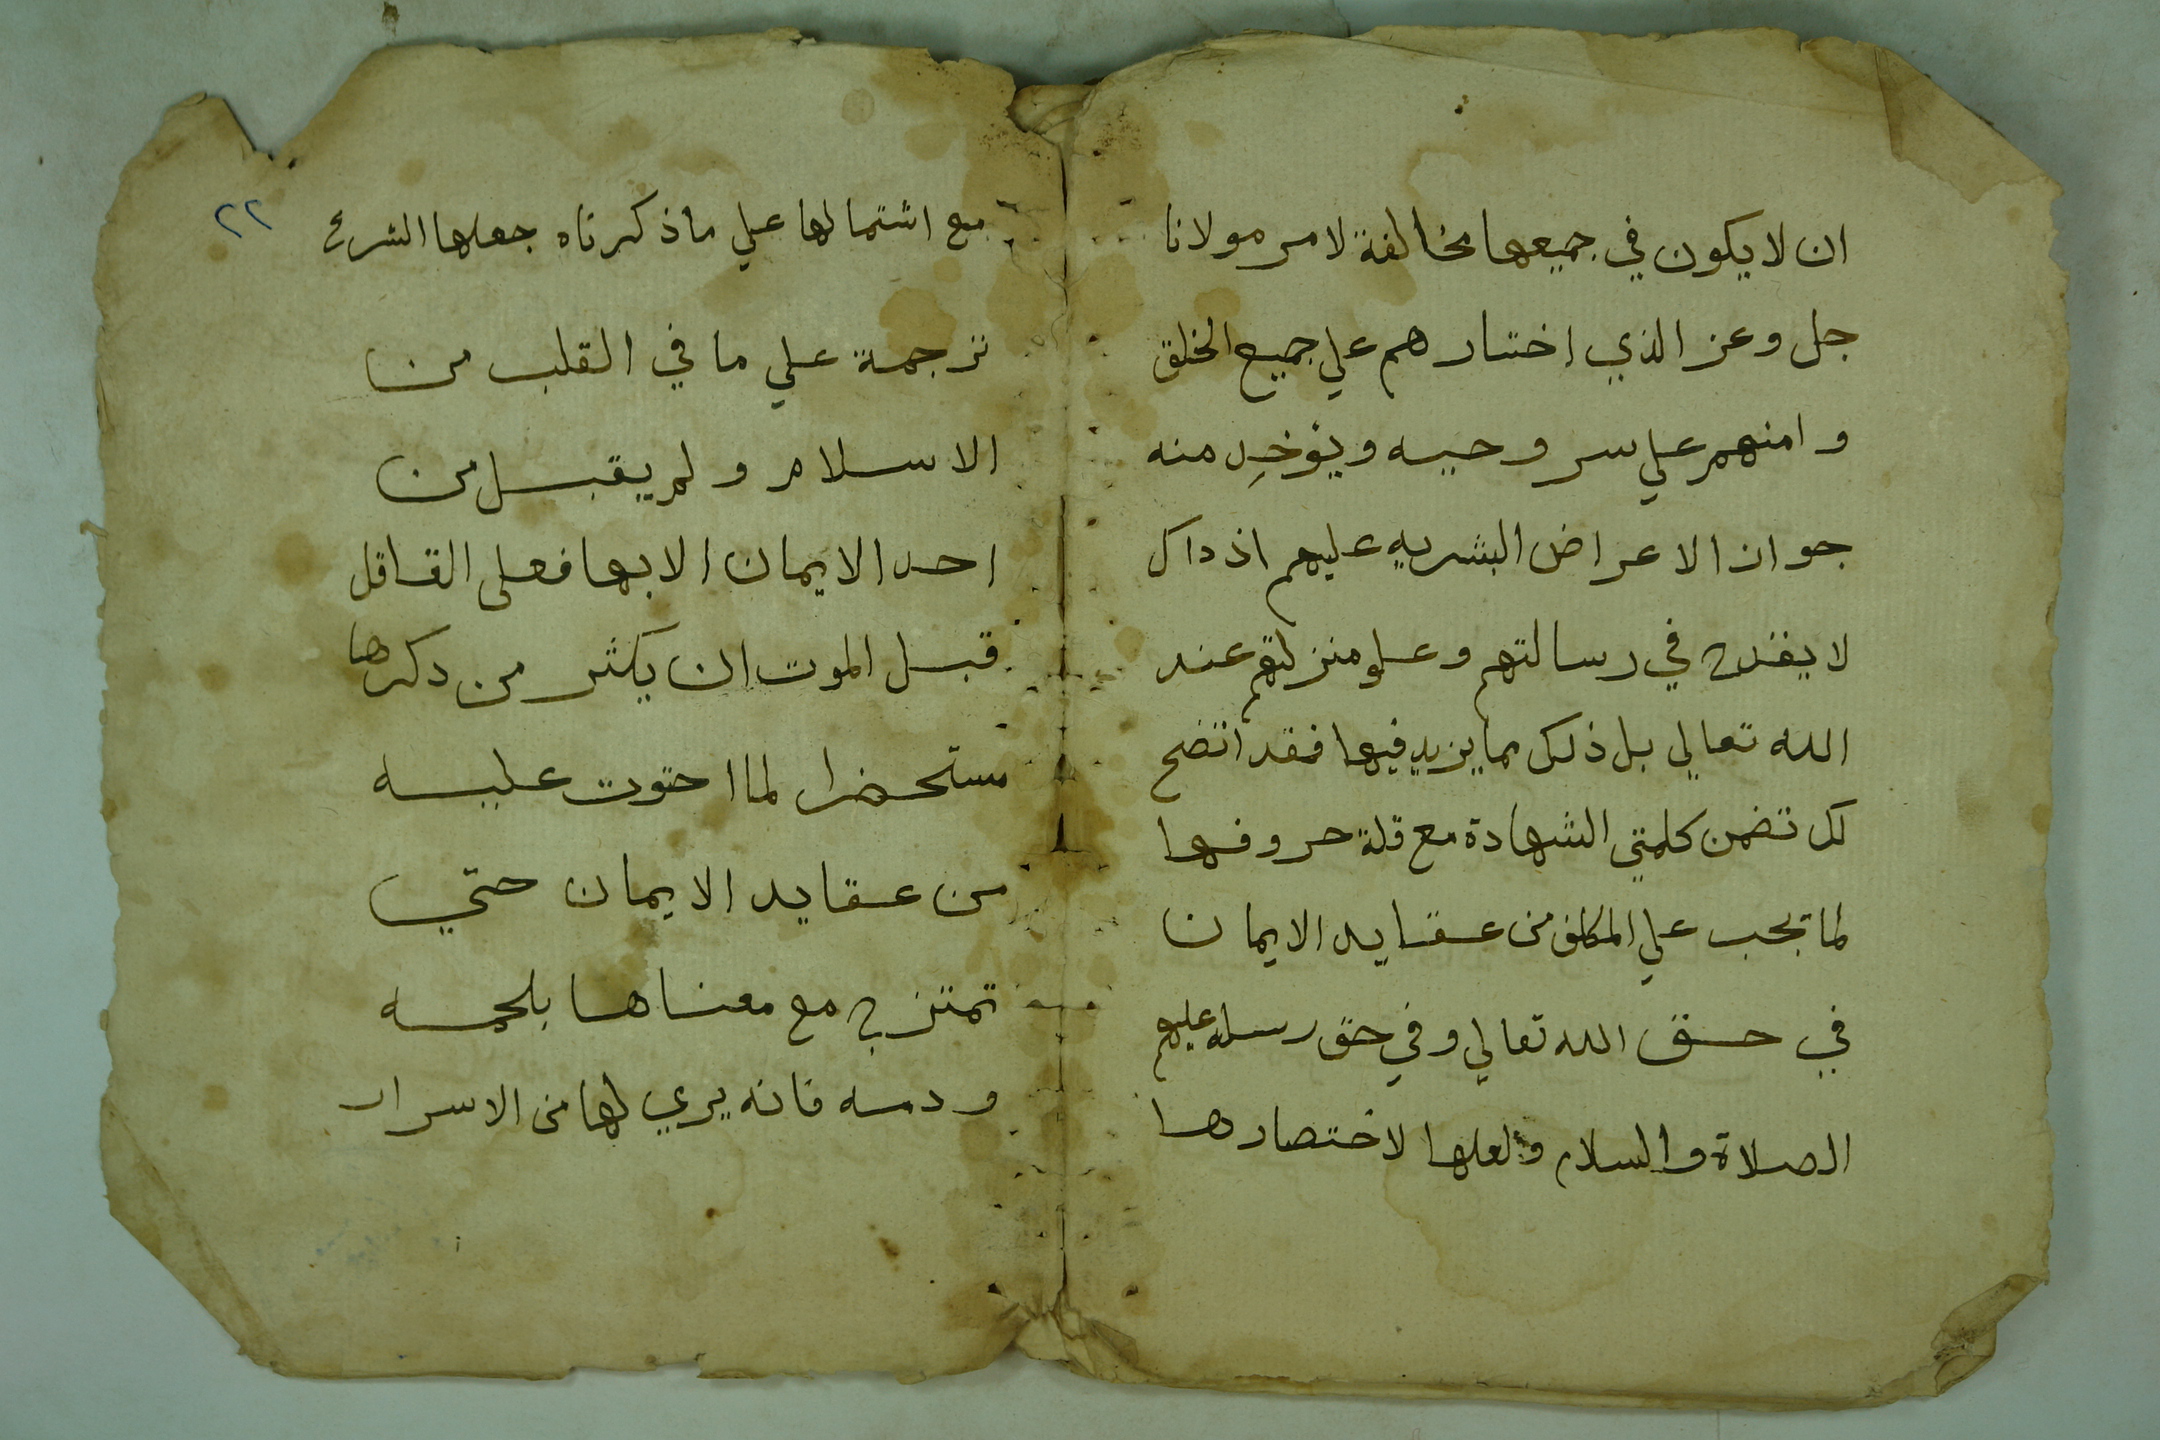 ان لا يكون في جميعها مخالفة لامر مولانا
جل وعز الذي اختارهم علي جميع الخلق
وامنهم علي سر وحيه ويؤخد منه
جواز الاعراض البشريه عليهم اذ داك
لا يقدح في رسالتهم وعلو منزلتهم عند
الله تعالي بل ذلك مما يزيد فيها فقد اتضح
لك تضمن كلمتي الشهادة مع قلة حروفها
لما تجب علي المكلف من عقايد الايمان
في حق الله تعالي وفي حق رسله عليهم
الصلاة والسلام ولعلها لاختصارها
٢٢
مع اشتمالها علي ما ذكرناه جعلها الشرع
ترجمة علي ما في القلب من
الاسلام ولم يقبل من
احد الايمان الا بها فعلى القاقل
قبل الموت ان يكثر من دكرها
مستحضرا لما احتوت عليه
من عقايد الايمان حتي
تمتزج مع معناها بلحمه
ودمه فانه يري لها من الاسرار